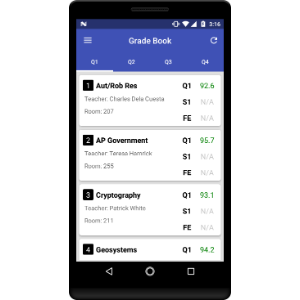 3:16
Grade Book
Q1 Q2 Q3 Q4
1 Aut/Rob Res Q1 92.6
Teacher: Charles Dela Cuesta S1 N/A
Room: 207 FE N/A
2 AP Government Q1 95.7
Teacher: Teresa Hamrick S1 N/A
Room: 255 FE N/A
3 Cryptography Q1 93.1
Teacher: Patrick White S1 N/A
Room: 211 FE N/A
4 Geosystems Q1 94.2